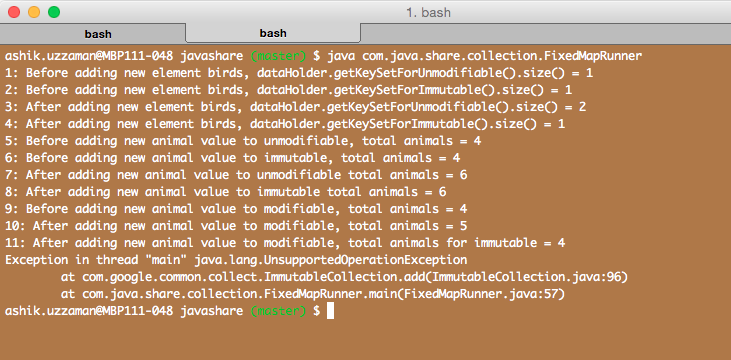 1. bash
bash
bash
ashik.uzzaman@MBP111-048 javashare (master) $ java com.java.share.collection.FixedMapRunner
1: Before adding new element birds, dataHolder.getKeySetForUnmodifiable().size() = 1
2: Before adding new element birds, dataHolder.getKeySetForImmutable().size() = 1
3: After adding new element birds, dataHolder.getKeySetForUnmodifiable().size() = 2
4: After adding new element birds, dataHolder.getKeySetForImmutable().size() = 1
5: Before adding new animal value to unmodifiable, total animals = 4
6: Before adding new animal value to immutable, total animals = 4
7: After adding new animal value to unmodifiable total animals = 6
8: After adding new animal value to immutable total animals = 6
9: Before adding new animal value to modifiable, total animals = 4
10: After adding new animal value to modifiable, total animals = 5
11: After adding new animal value to modifiable, total animals for immutable = 4
Exception in thread "main" java.lang.UnsupportedOperationException
at com.google.common.collect.ImmutableCollection.add(ImmutableCollection.java:96)
at com.java.share.collection.FixedMapRunner.main(FixedMapRunner.java:57)
ashik.uzzaman@MBP111-048 javashare (master) $